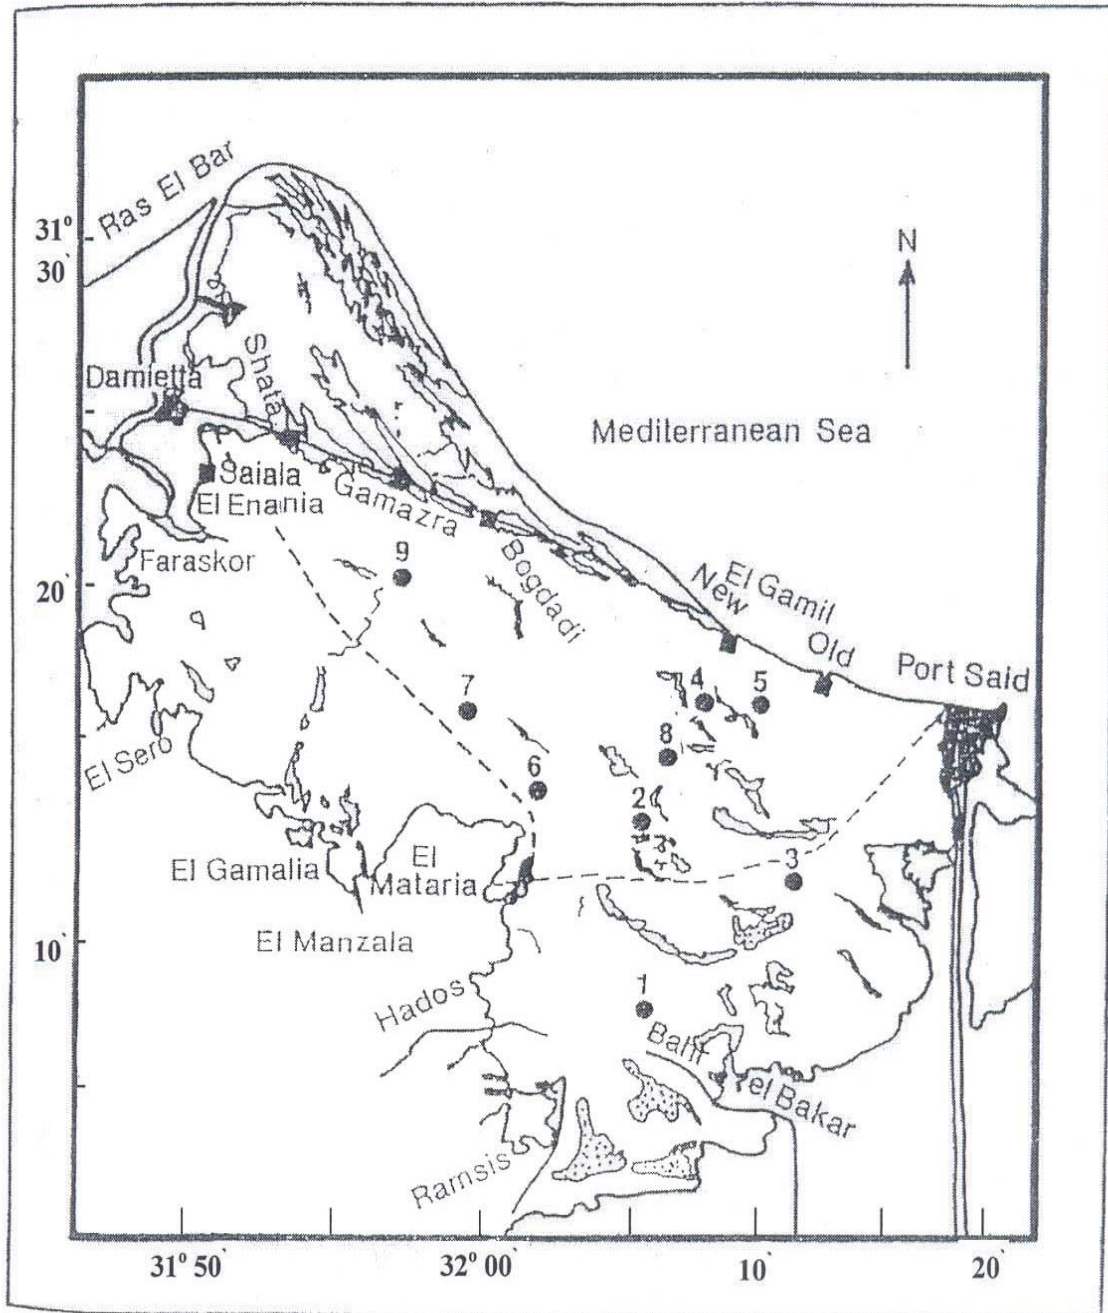 Ras El Bar
31°
30`
N
Shata
Damietta
Mediterranean Sea
Saiala
El Enania
Gamazra
Faraskor
Bogdadi
9
20`
New
El Gamil
Old
Port Said
4
5
7
8
El Sero
6
2
El Gamalia
El
Mataria
3
El Manzala
10`
Hados
1
Bahr
el Bakar
Ramsis
31° 50`
32° 00`
10`
20`